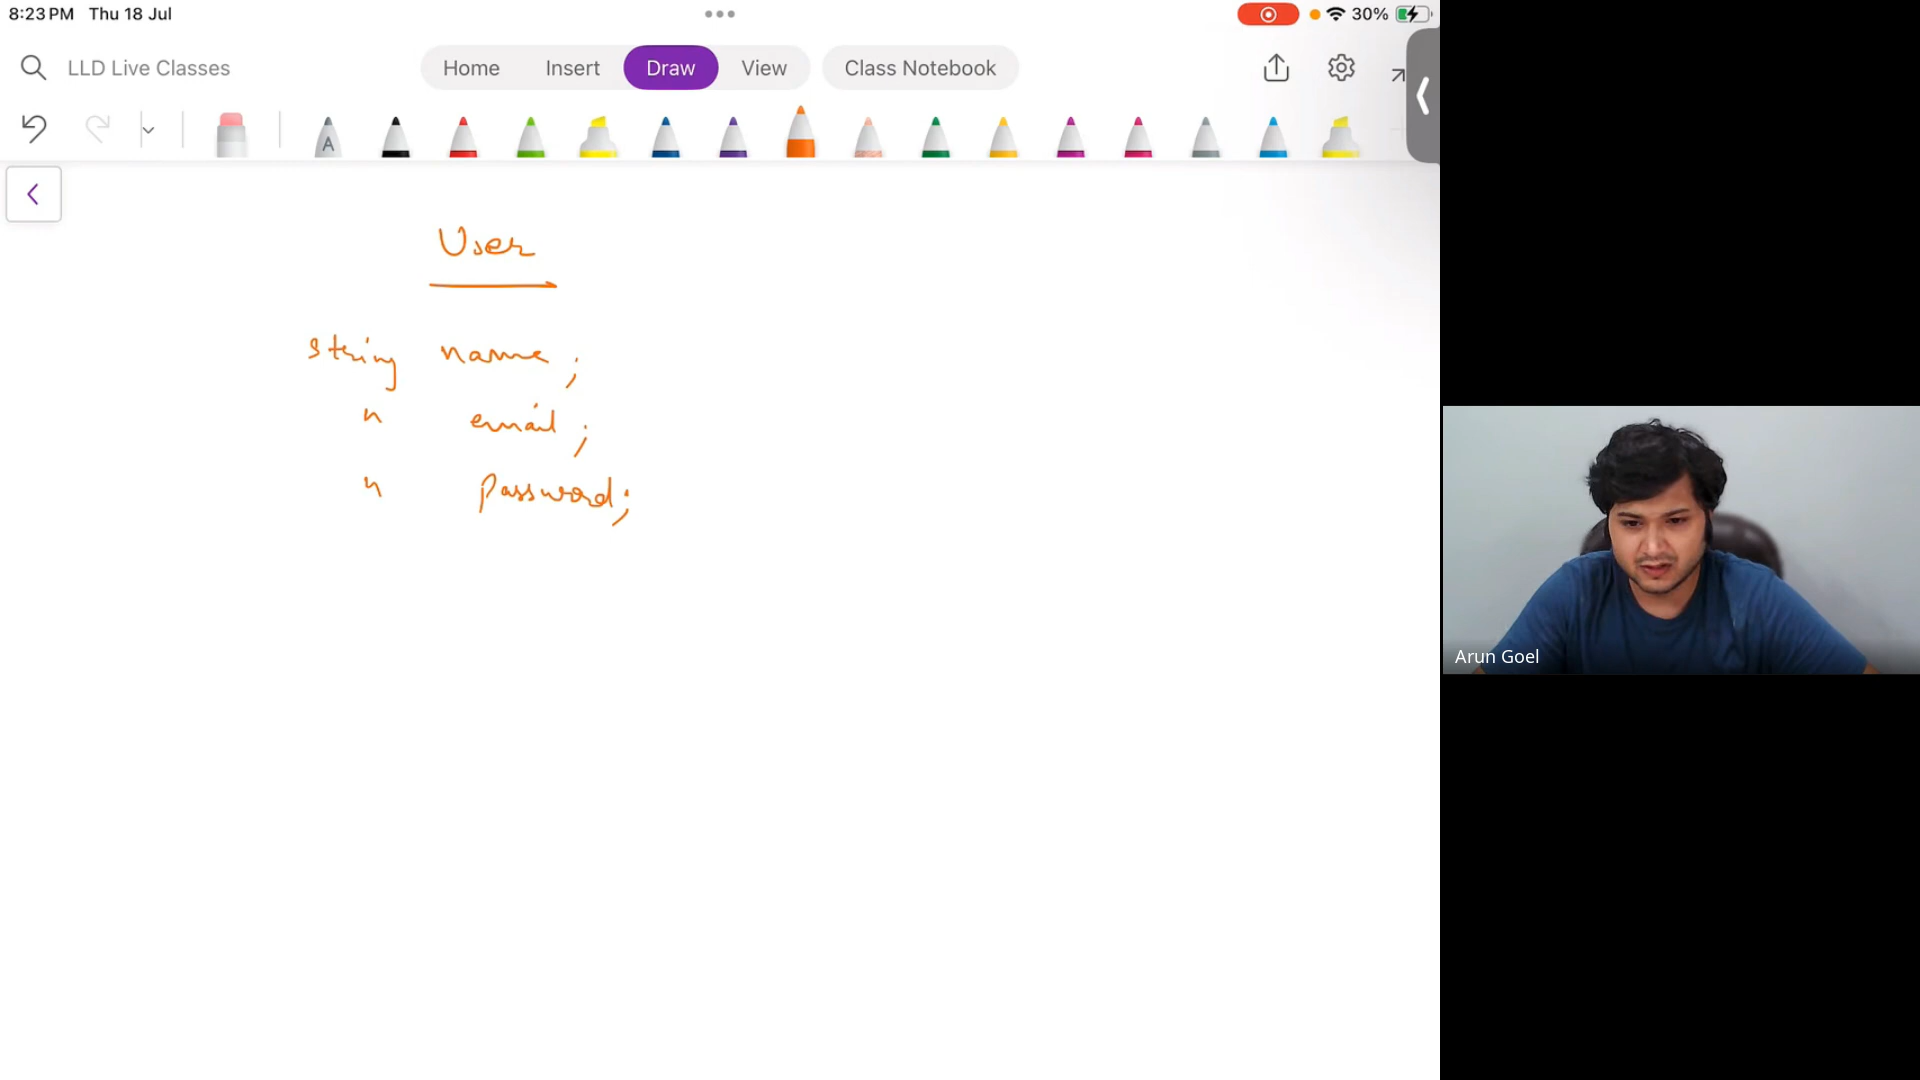 8:23 PM Thu 18 Jul 30%
LLD Live Classes Home Insert Draw View Class Notebook
A
User
string name ;
" email ;
" password;
Arun Goel